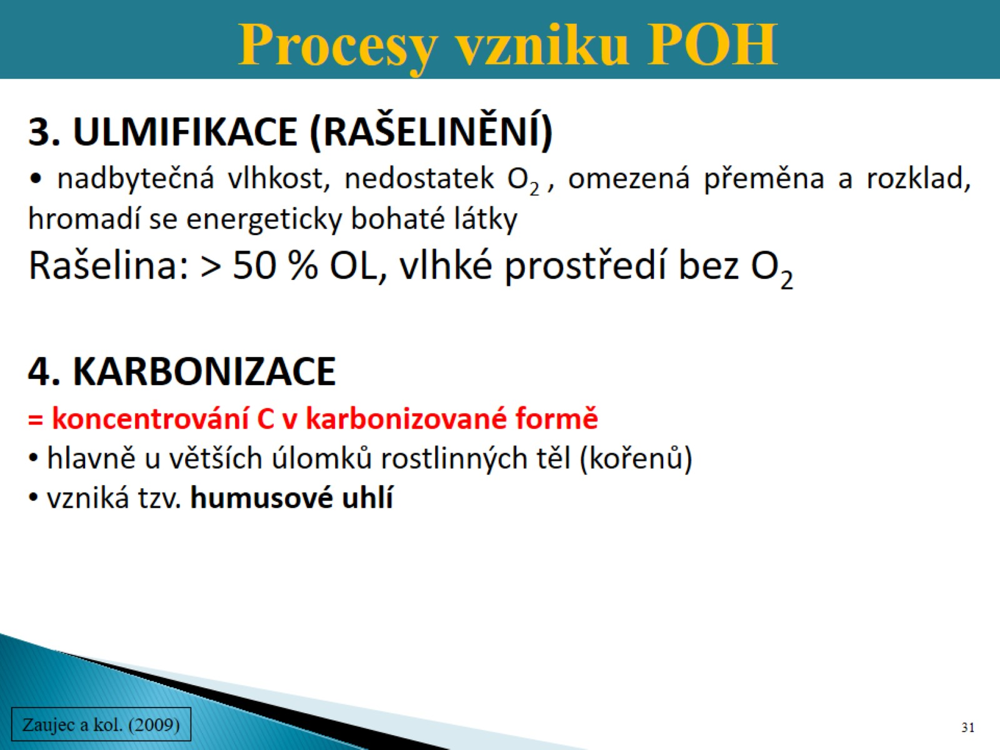 Procesy vzniku POH
3. ULMIFIKACE (RAŠELINĚNÍ)
• nadbytečná vlhkost, nedostatek O₂ , omezená přeměna a rozklad,
hromadí se energeticky bohaté látky
Rašelina: > 50 % OL, vlhké prostředí bez O₂
4. KARBONIZACE
= koncentrování C v karbonizované formě
• hlavně u větších úlomků rostlinných těl (kořenů)
• vzniká tzv. humusové uhlí
Zaujec a kol. (2009)
31